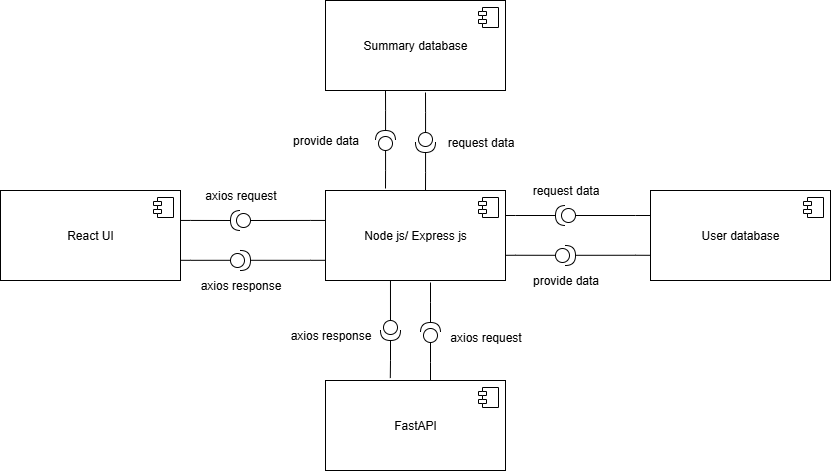 Summary database
provide data
request data
axios request
request data
React UI
Node js/ Express js
User database
axios response
provide data
axios response
axios request
FastAPI